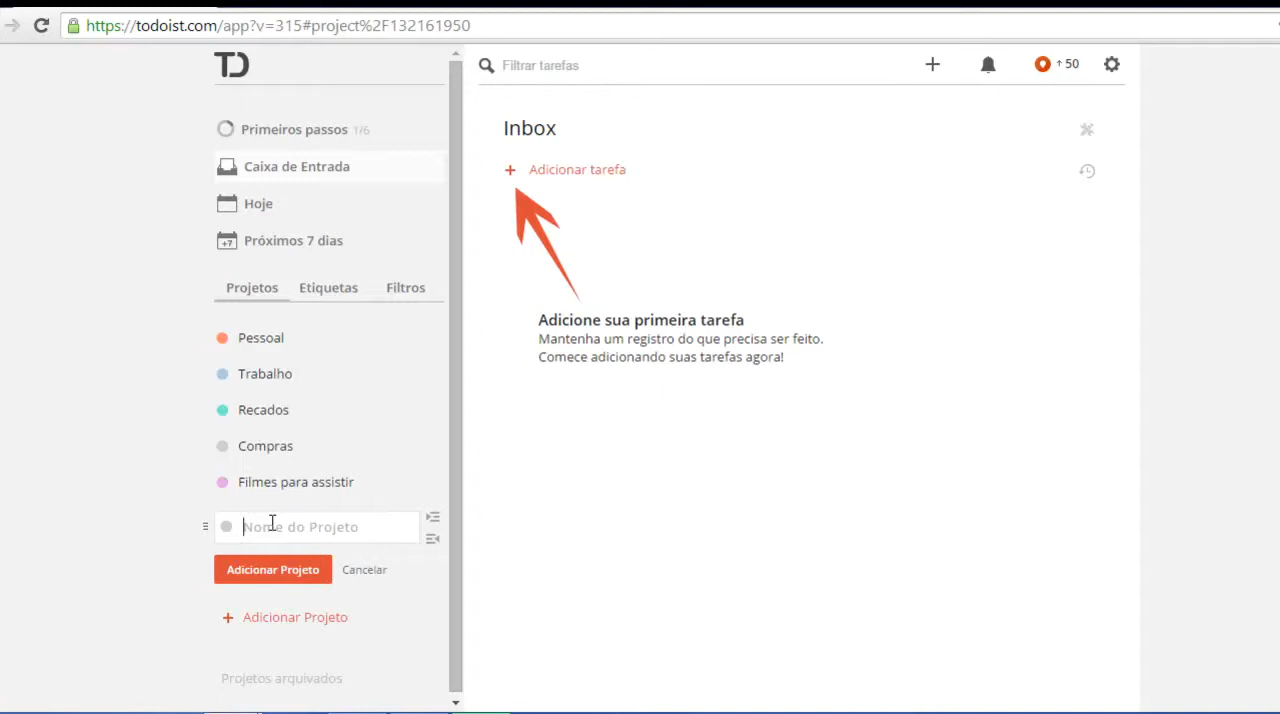 https://todoist.com/app?v=315#project%2F132161950
TD
Filtrar tarefas
↑ 50
Primeiros passos 1/6
Caixa de Entrada
Hoje
+7 Próximos 7 dias
Projetos Etiquetas Filtros
Pessoal
Trabalho
Recados
Compras
Filmes para assistir
Nome do Projeto
Adicionar Projeto Cancelar
+ Adicionar Projeto
Projetos arquivados
Inbox
+ Adicionar tarefa
Adicione sua primeira tarefa
Mantenha um registro do que precisa ser feito.
Comece adicionando suas tarefas agora!